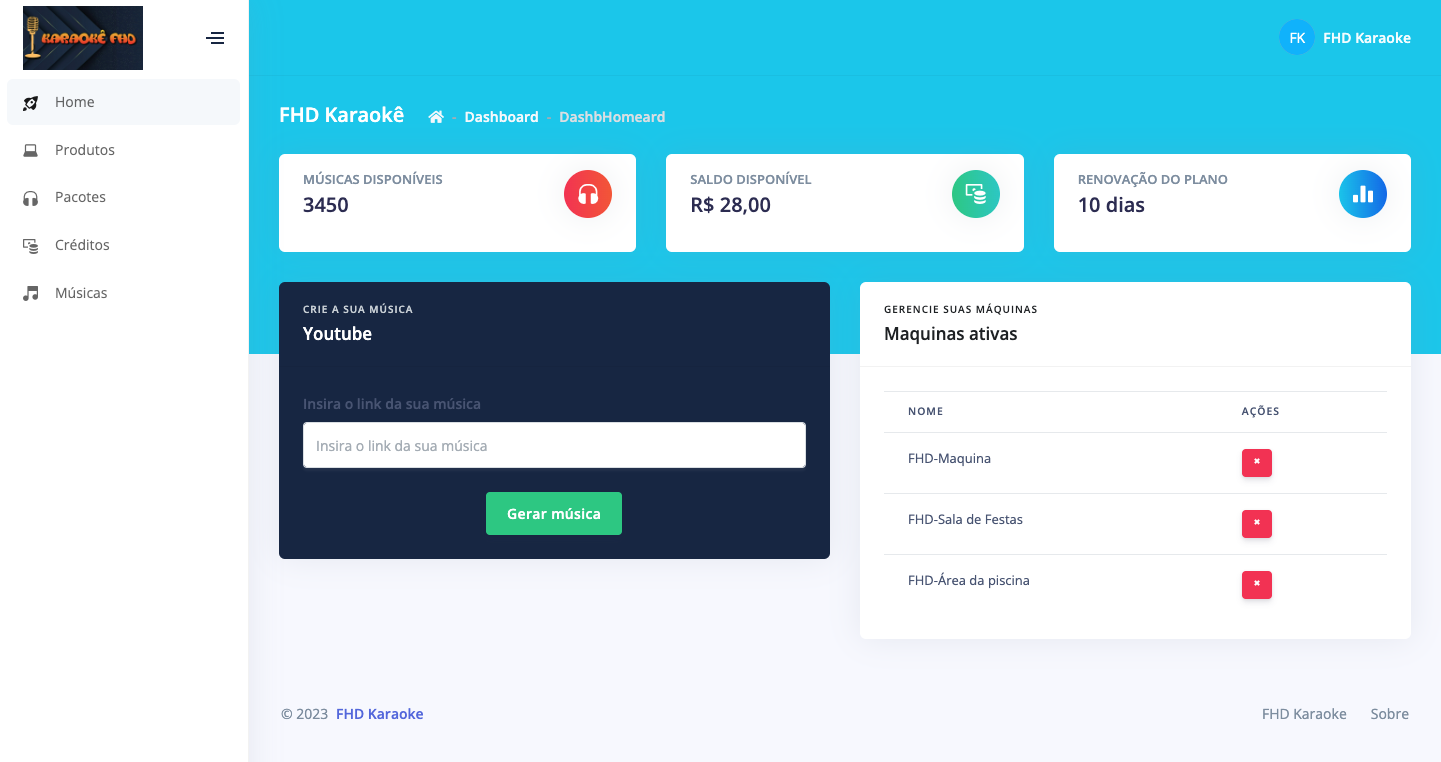 KARAOKÊ FHD
FK FHD Karaoke
Home
Produtos
Pacotes
Créditos
Músicas
FHD Karaokê - Dashboard - DashbHomeard
MÚSICAS DISPONÍVEIS
3450
SALDO DISPONÍVEL
R$ 28,00
RENOVAÇÃO DO PLANO
10 dias
CRIE A SUA MÚSICA
Youtube
Insira o link da sua música
Insira o link da sua música
Gerar música
GERENCIE SUAS MÁQUINAS
Maquinas ativas
NOME AÇÕES
FHD-Maquina
FHD-Sala de Festas
FHD-Área da piscina
© 2023 FHD Karaoke
FHD Karaoke Sobre